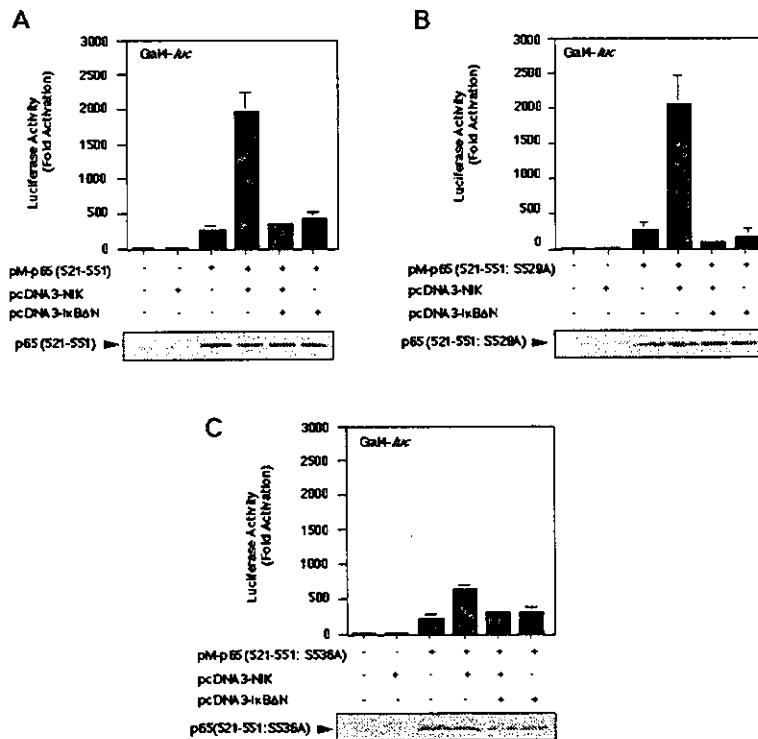 A
3000
2500
2000
1500
1000
500
0
Luciferase Activity
(Fold Activation)
Gal4-luc
pM-p65 (521-551) - - + + + +
pcDNA3-NIK - + - + + -
pcDNA3-IκBΔN - - - - + +
p65 (521-551)
B
3000
2500
2000
1500
1000
500
0
Luciferase Activity
(Fold Activation)
Gal4-luc
pM-p65 (521-551: S529A) - - + + + +
pcDNA3-NIK - + - + + -
pcDNA3-IκBΔN - - - - + +
p65 (521-551: S529A)
C
3000
2500
2000
1500
1000
500
0
Luciferase Activity
(Fold Activation)
Gal4-luc
pM-p65 (521-551: S536A) - - + + + +
pcDNA3-NIK - + - + + -
pcDNA3-IκBΔN - - - - + +
p65(521-551:S536A)